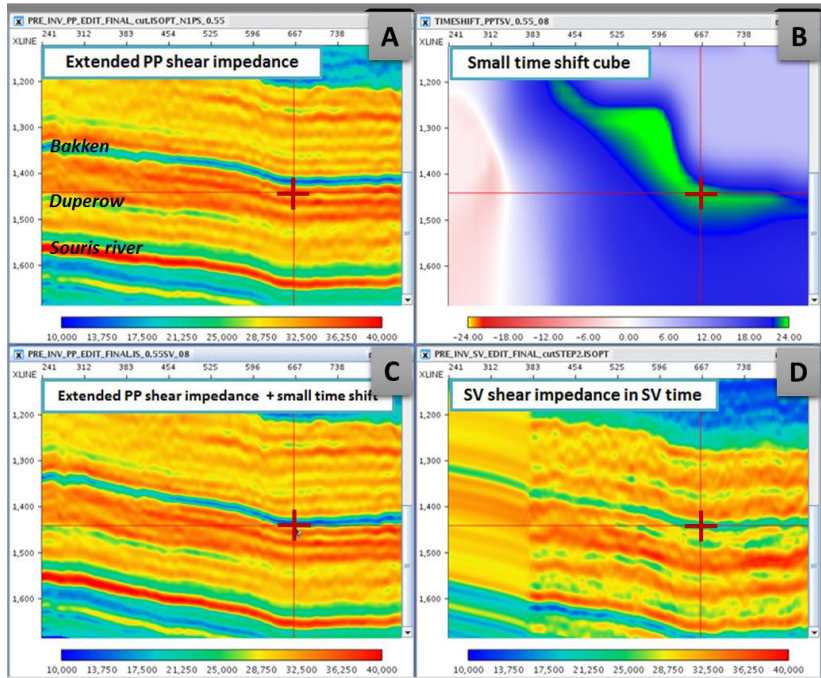 PRE_INV_PP_EDIT_FINAL_cut.ISOPT_N1PS_0.55
A
XLINE 241 312 383 454 525 596 667 738
Extended PP shear impedance
1,200
1,300
Bakken
1,400
Duperow
1,500
Souris river
1,600
10,000 13,750 17,500 21,250 25,000 28,750 32,500 36,250 40,000
TIMESHIFT_PPTSV_0.55_08
B
XLINE 241 312 383 454 525 596 667 738
Small time shift cube
1,200
1,300
1,400
1,500
1,600
-24.00 -18.00 -12.00 -6.00 0.00 6.00 12.00 18.00 24.00
PRE_INV_PP_EDIT_FINAL.IS_0.55SV_08
C
XLINE 241 312 383 454 525 596 667 738
Extended PP shear impedance + small time shift
1,200
1,300
1,400
1,500
1,600
10,000 13,750 17,500 21,250 25,000 28,750 32,500 36,250 40,000
PRE_INV_SV_EDIT_FINAL_cutSTEP2.ISOPT
D
XLINE 241 312 383 454 525 596 667 738
SV shear impedance in SV time
1,200
1,300
1,400
1,500
1,600
10,000 13,750 17,500 21,250 25,000 28,750 32,500 36,250 40,000